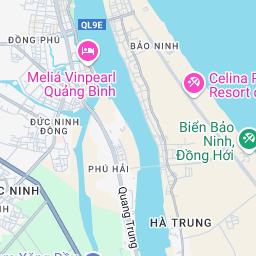 QL9E
ĐỒNG PHÚ
BẢO NINH
Meliá Vinpearl
Quảng Bình
Celina
Resort
ĐỨC NINH
ĐÔNG
Biển Bảo
Ninh,
Đồng Hới
PHÚ HẢI
NINH
Quang Trung
HÀ TRUNG